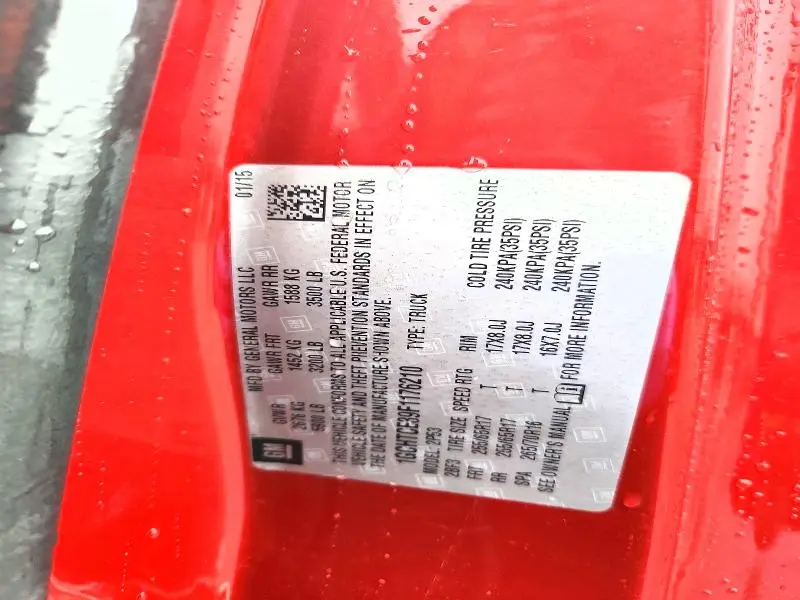 GM
MFD BY GENERAL MOTORS LLC 01/15
GVWR GAWR FRT GAWR RR
2676 KG 1452 KG 1588 KG
5900 LB 3200 LB 3500 LB
THIS VEHICLE CONFORMS TO ALL APPLICABLE U.S. FEDERAL MOTOR
VEHICLE SAFETY AND THEFT PREVENTION STANDARDS IN EFFECT ON
THE DATE OF MANUFACTURE SHOWN ABOVE.
1GCHTCE39F1176210 TYPE: TRUCK
MODEL: 2P53
TIRE SIZE SPEED RTG RIM COLD TIRE PRESSURE
FRT 255/65R17 T 17X8.0J 240KPA(35PSI)
RR 255/65R17 T 17X8.0J 240KPA(35PSI)
SPA 265/70R16 T 16X7.0J 240KPA(35PSI)
SEE OWNER'S MANUAL FOR MORE INFORMATION.